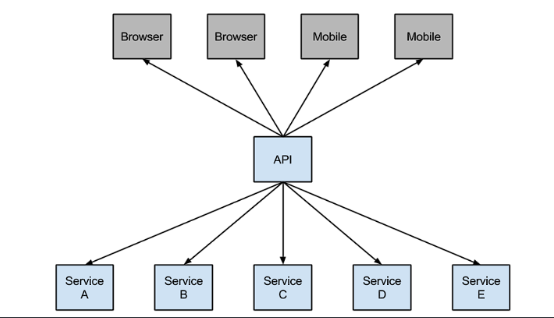 Browser
Browser
Mobile
Mobile
API
Service
A
Service
B
Service
C
Service
D
Service
E